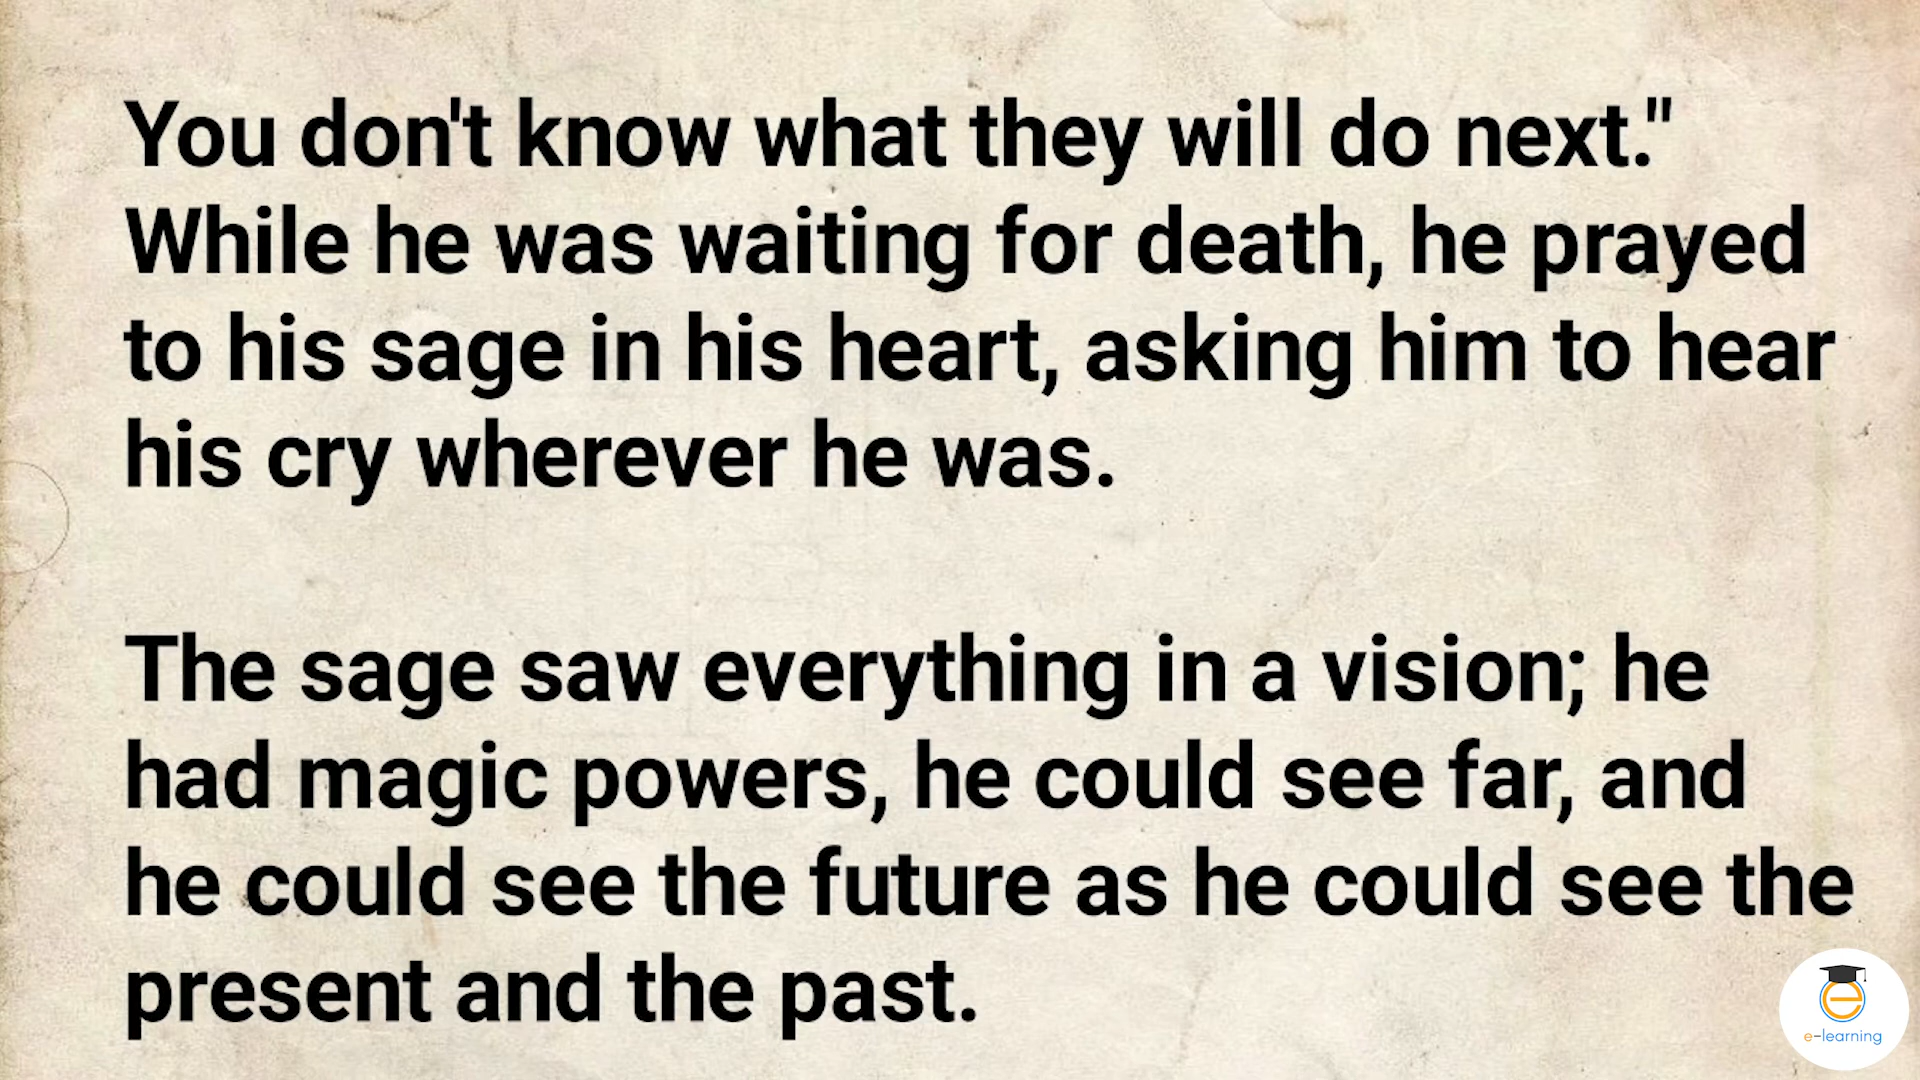 You don't know what they will do next."
While he was waiting for death, he prayed
to his sage in his heart, asking him to hear
his cry wherever he was.
The sage saw everything in a vision; he
had magic powers, he could see far, and
he could see the future as he could see the
present and the past.
e-learning